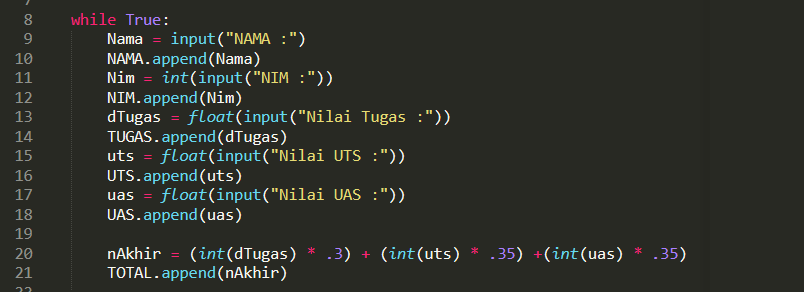 8 while True:
9 Nama = input("NAMA :")
10 NAMA.append(Nama)
11 Nim = int(input("NIM :"))
12 NIM.append(Nim)
13 dTugas = float(input("Nilai Tugas :"))
14 TUGAS.append(dTugas)
15 uts = float(input("Nilai UTS :"))
16 UTS.append(uts)
17 uas = float(input("Nilai UAS :"))
18 UAS.append(uas)
19
20 nAkhir = (int(dTugas) * .3) + (int(uts) * .35) +(int(uas) * .35)
21 TOTAL.append(nAkhir)